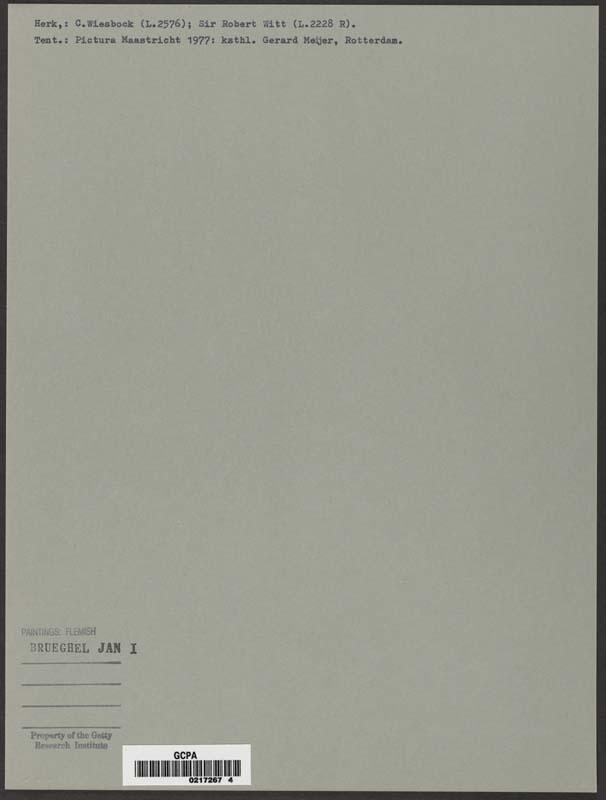 Herk,: C.Wiesbock (L.2576); Sir Robert Witt (L.2228 R).
Tent.: Pictura Maastricht 1977: ksthl. Gerard Meijer, Rotterdam.
PAINTINGS: FLEMISH
BRUEGHEL JAN I
Property of the Getty
Research Institute
GCPA
0217267 4